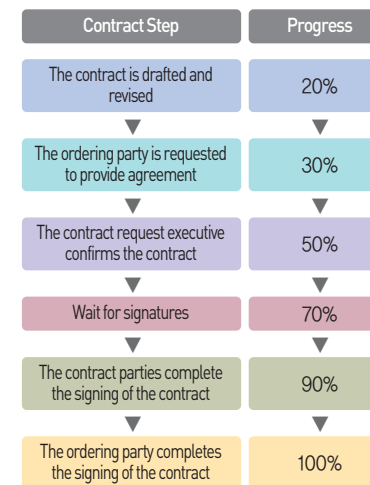 Contract Step Progress
The contract is drafted and
revised
20%
The ordering party is requested
to provide agreement
30%
The contract request executive
confirms the contract
50%
Wait for signatures 70%
The contract parties complete
the signing of the contract
90%
The ordering party completes
the signing of the contract
100%